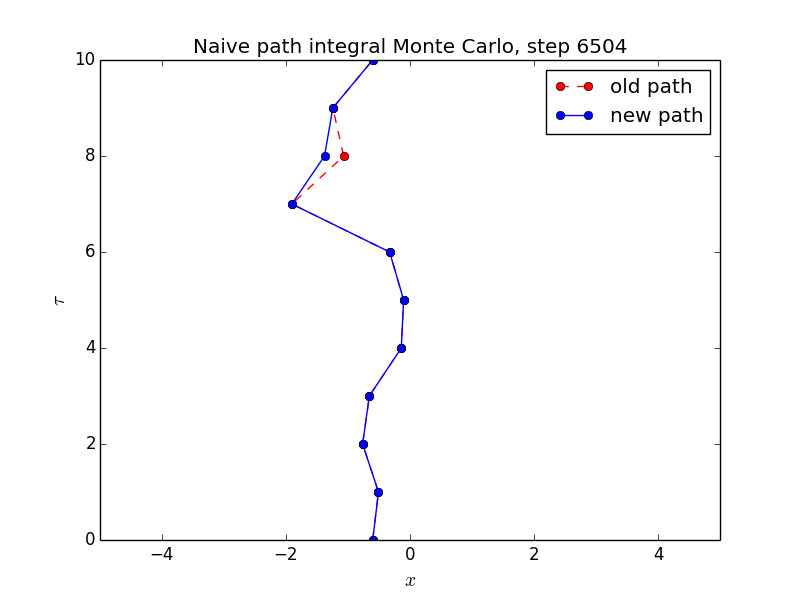 Naive path integral Monte Carlo, step 6504
old path
new path
10
8
6
4
2
0
τ
−4 −2 0 2 4
x